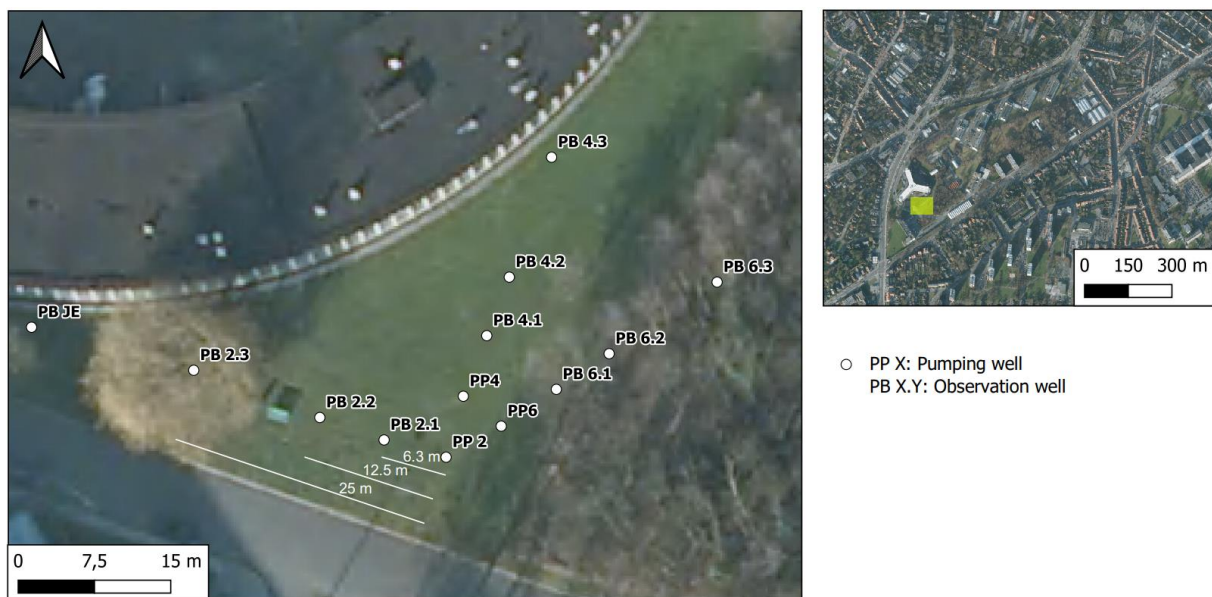 PB 4.3
PB 4.2
PB 6.3
PB JE
PB 4.1
PB 6.2
PB 2.3
PB 6.1
PP4
PB 2.2
PP6
PB 2.1
PP 2
6.3 m
12.5 m
25 m
0 7,5 15 m
0 150 300 m
PP X: Pumping well
PB X.Y: Observation well